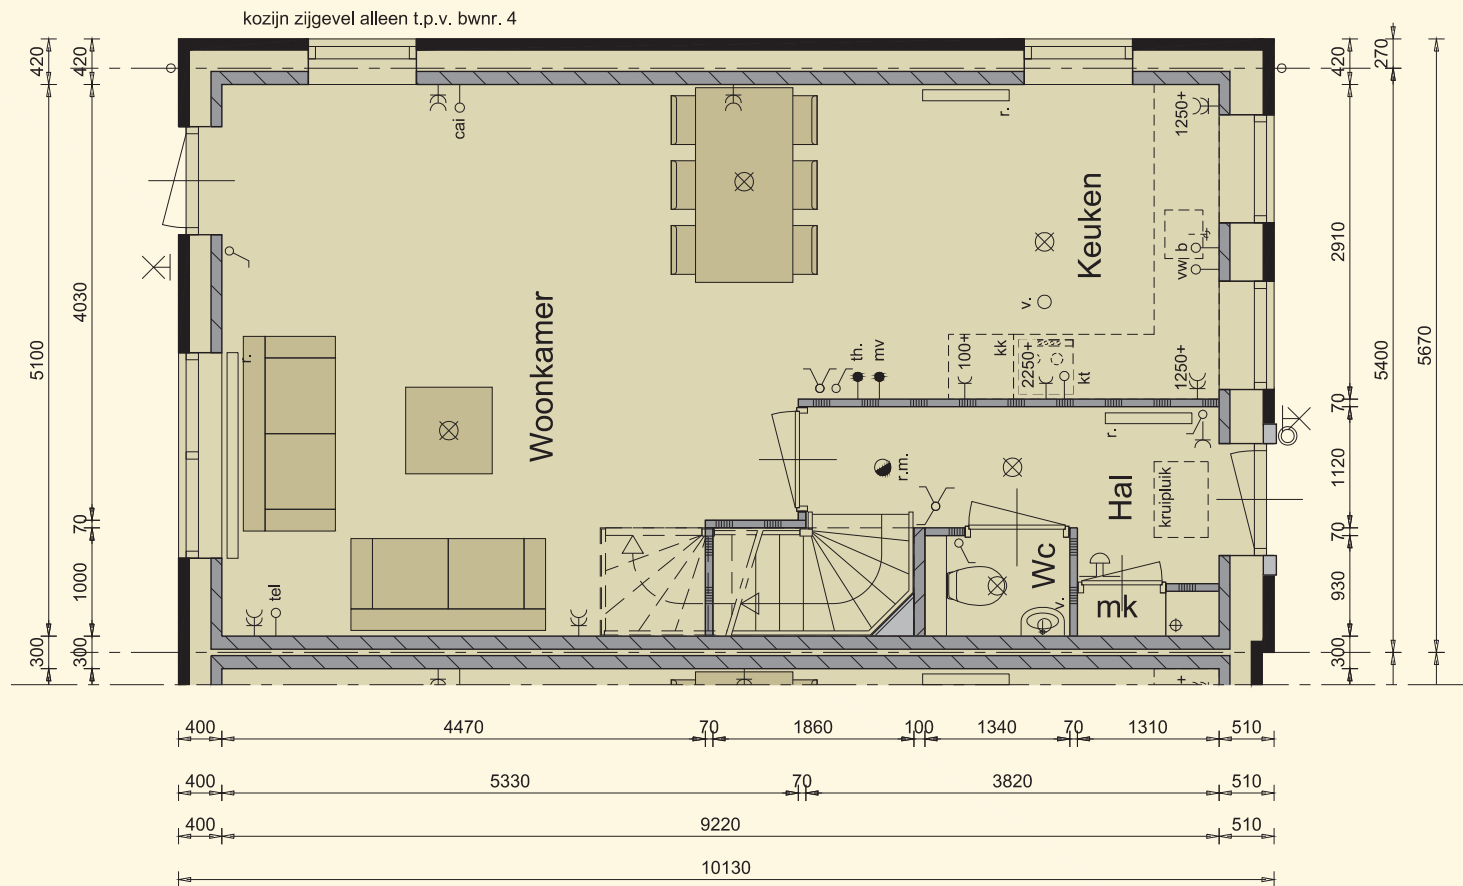 kozijn zijgevel alleen t.p.v. bwnr. 4
420
420
420
270
cai
r.
1250+
Keuken
2910
vw
b
v.
4030
5100
Woonkamer
5400
5670
r.
th.
mv
100+
kk
2250+
kt
1250+
70
r.
r.m.
Hal
kruipluik
1120
70
70
Wc
1000
930
tel
v.
mk
300
300
300
400
4470
70
1860
100
1340
70
1310
510
400
5330
70
3820
510
400
9220
510
10130